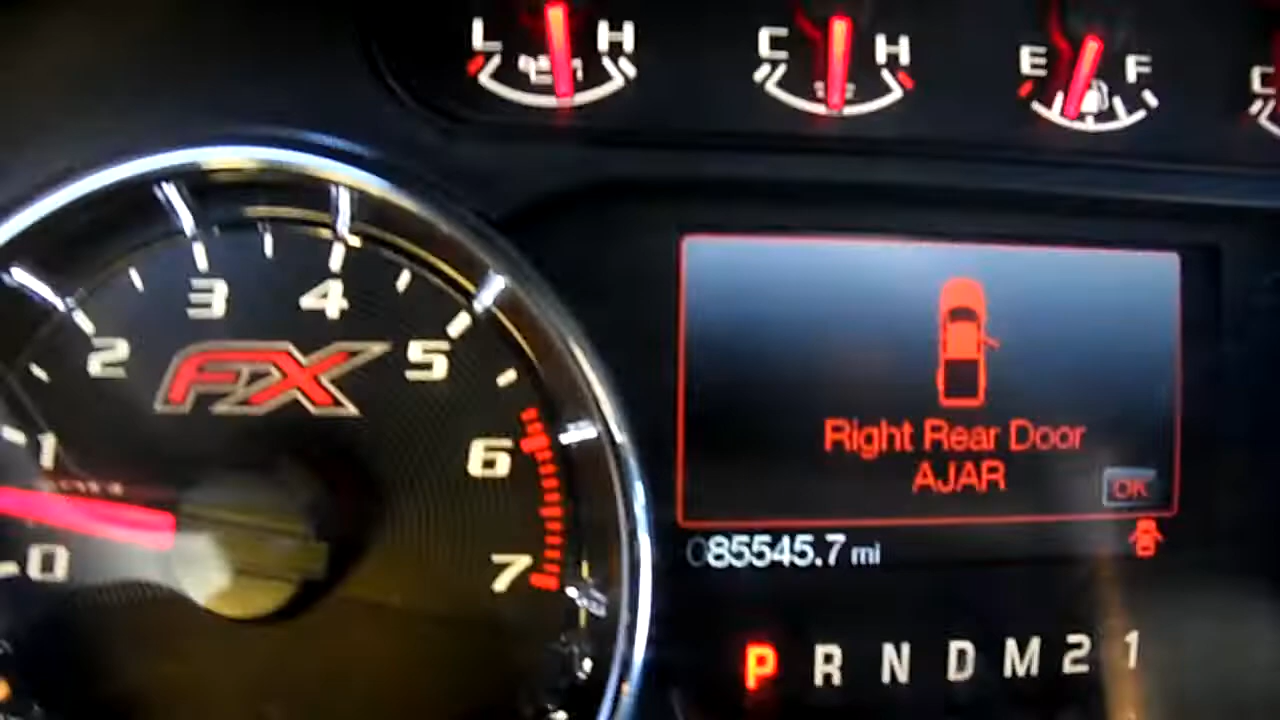 L H
C H
E F
C
0 1 2 3 4 5 6 7
FX
Right Rear Door
AJAR
OK
085545.7 mi
P R N D M 2 1